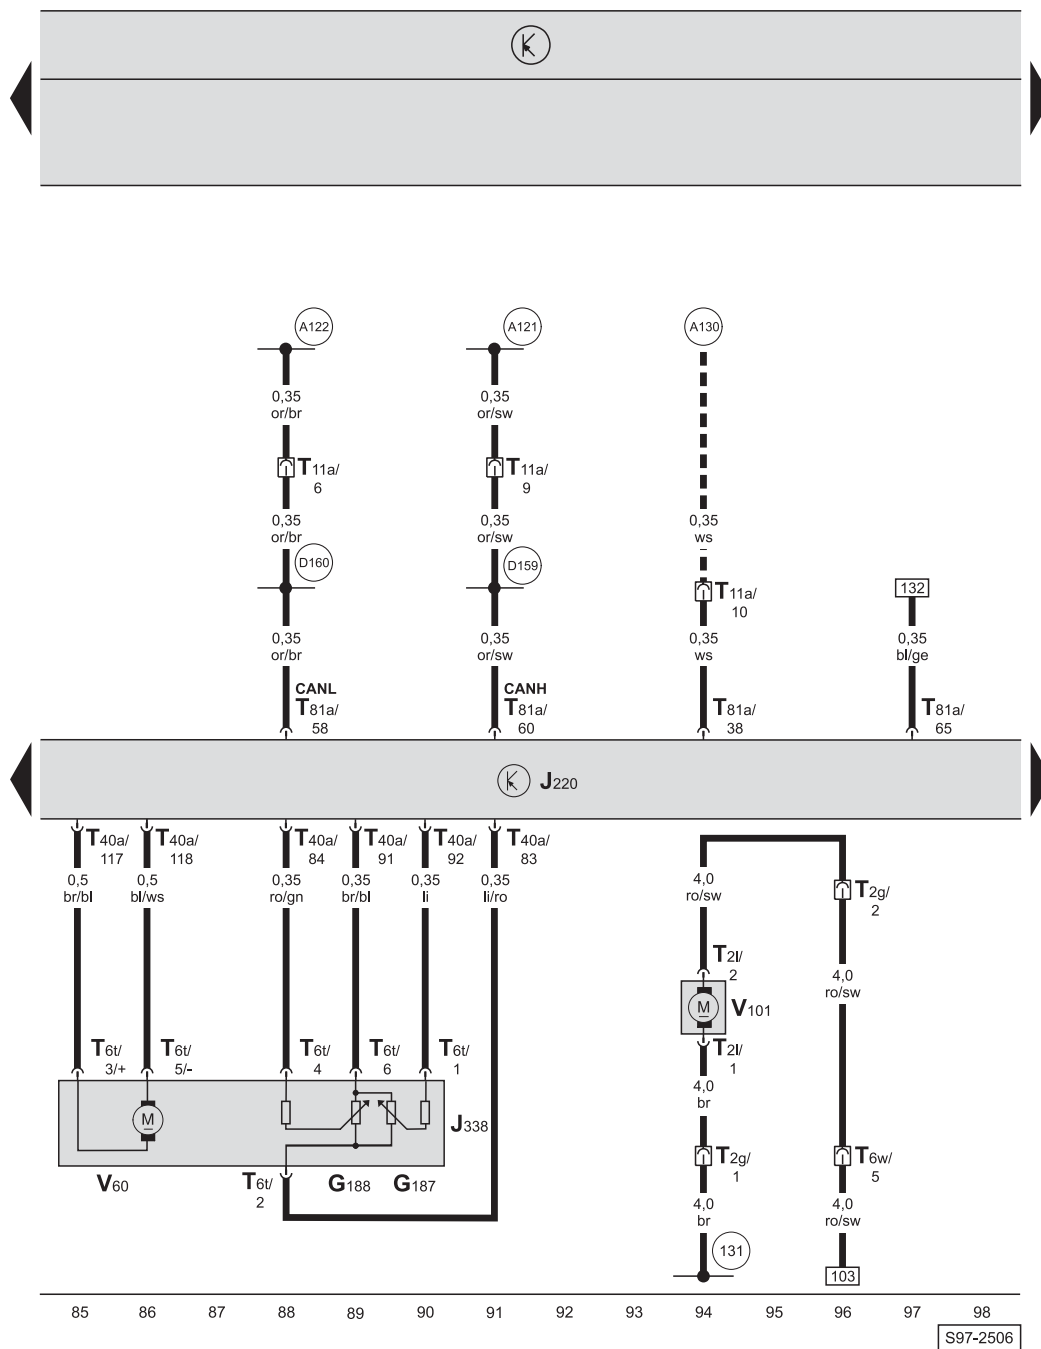 A122 A121 A130
0,35 0,35
or/br or/sw
T11a/ T11a/
6 9
0,35 0,35 0,35
or/br or/sw ws
D160 D159
T11a/ 132
10
0,35 0,35 0,35 0,35
or/br or/sw ws bl/ge
CANL CANH
T81a/ T81a/ T81a/ T81a/
58 60 38 65
J220
T40a/ T40a/ T40a/ T40a/ T40a/ T40a/
117 118 84 91 92 83
0,5 0,5 0,35 0,35 0,35 0,35 4,0
br/bl bl/ws ro/gn br/bl li li/ro ro/sw
T2g/
2
T2l/
2
4,0
ro/sw
M V101
T6t/ T6t/ T6t/ T6t/ T6t/ T2l/
3/+ 5/- 4 6 1 1
4,0
br
M J338
V60 T6t/ G188 G187 T2g/ T6w/
2 1 5
4,0 4,0
br ro/sw
131
103
85 86 87 88 89 90 91 92 93 94 95 96 97 98
S97-2506